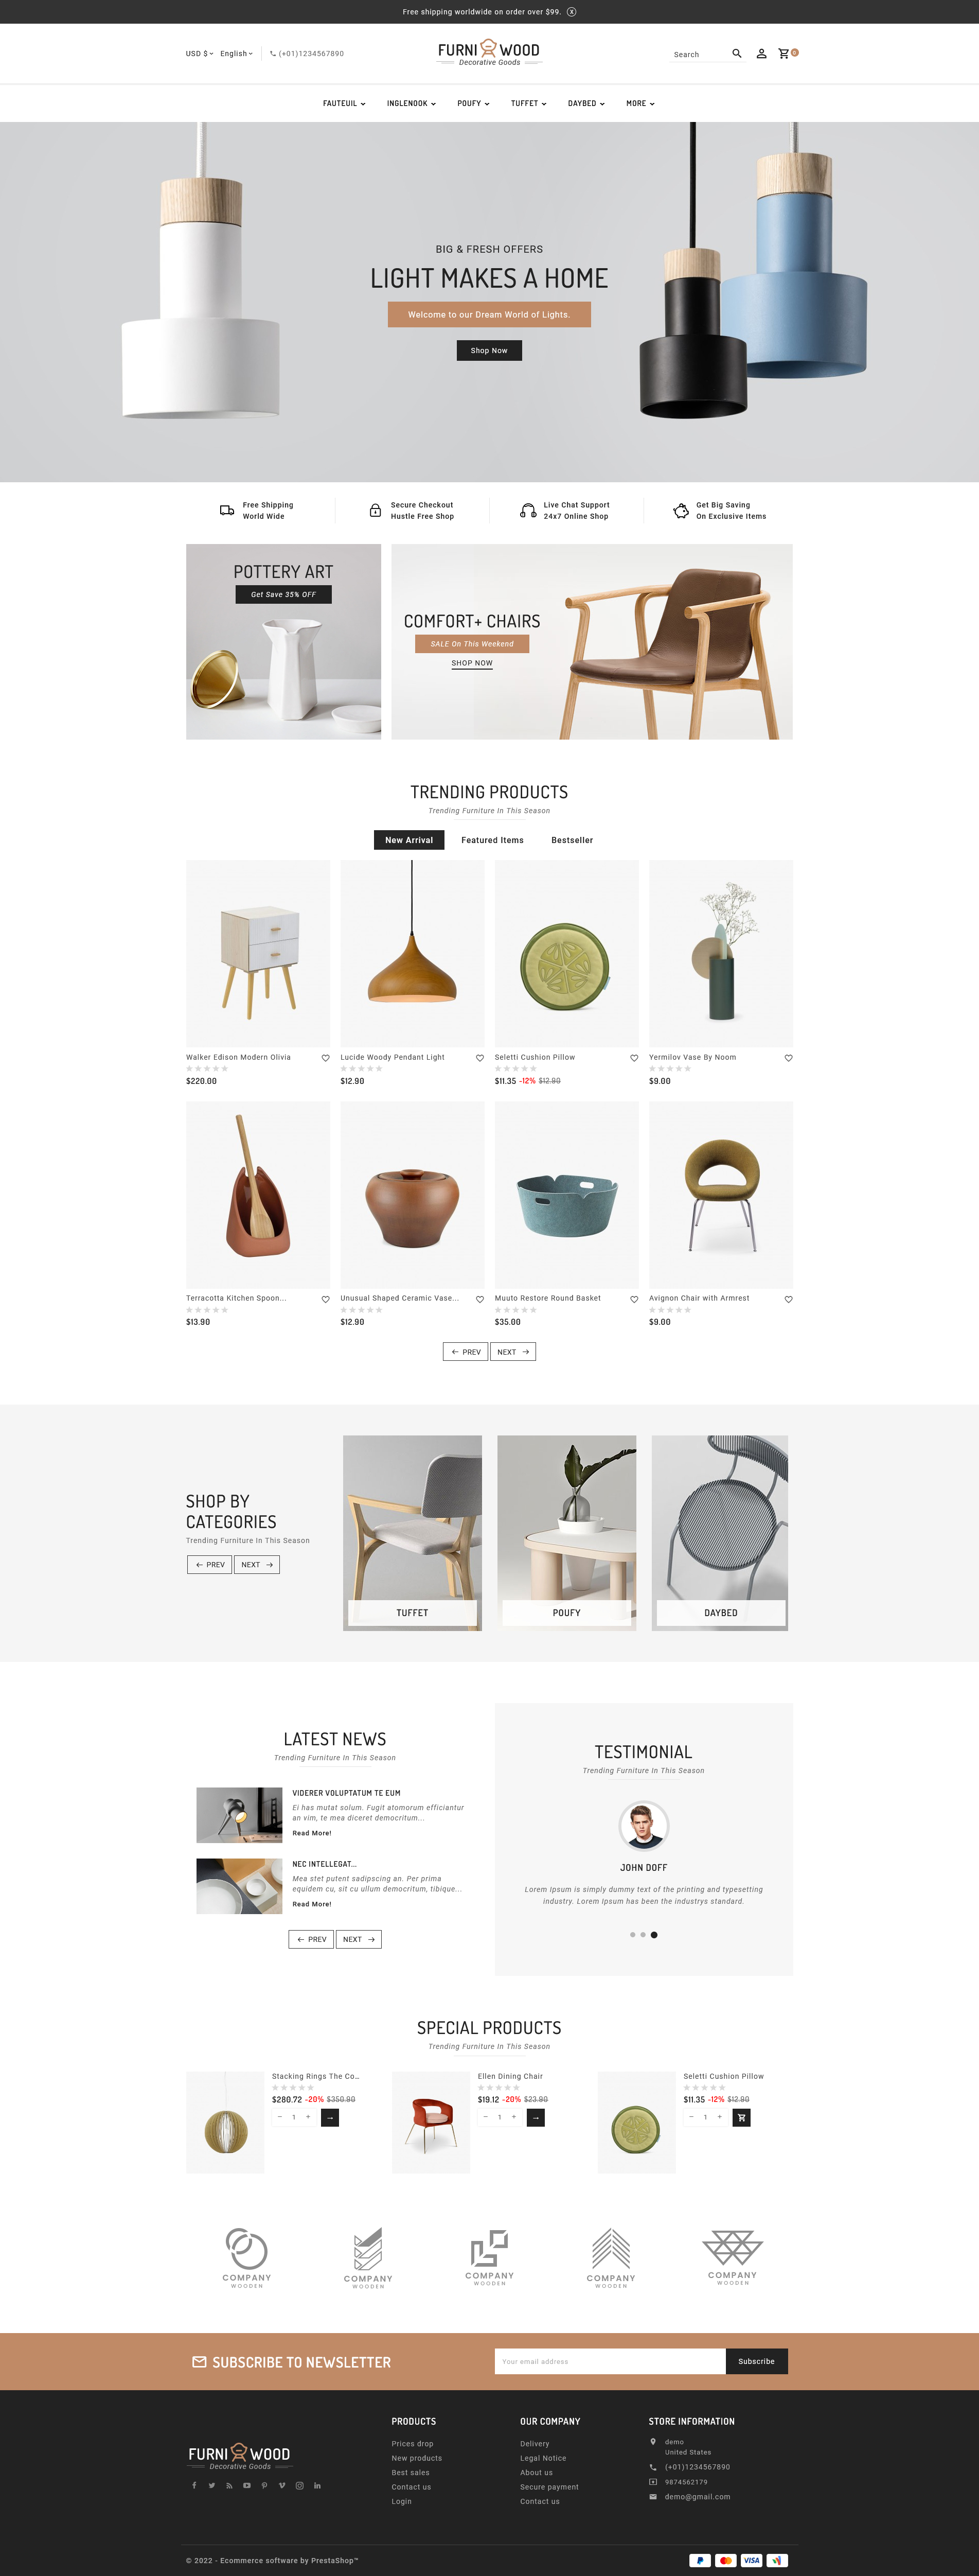 Free shipping worldwide on order over $99. X
USD $ English (+01)1234567890
FURNI WOOD
Decorative Goods
Search
0
FAUTEUIL INGLENOOK POUFY TUFFET DAYBED MORE
BIG & FRESH OFFERS
LIGHT MAKES A HOME
Welcome to our Dream World of Lights.
Shop Now
Free Shipping
World Wide
Secure Checkout
Hustle Free Shop
Live Chat Support
24x7 Online Shop
Get Big Saving
On Exclusive Items
POTTERY ART
Get Save 35% OFF
COMFORT+ CHAIRS
SALE On This Weekend
SHOP NOW
TRENDING PRODUCTS
Trending Furniture In This Season
New Arrival Featured Items Bestseller
Walker Edison Modern Olivia
$220.00
Lucide Woody Pendant Light
$12.90
Seletti Cushion Pillow
$11.35 -12% $12.90
Yermilov Vase By Noom
$9.00
Terracotta Kitchen Spoon...
$13.90
Unusual Shaped Ceramic Vase...
$12.90
Muuto Restore Round Basket
$35.00
Avignon Chair with Armrest
$9.00
← PREV NEXT →
SHOP BY
CATEGORIES
Trending Furniture In This Season
← PREV NEXT →
TUFFET
POUFY
DAYBED
LATEST NEWS
Trending Furniture In This Season
VIDERER VOLUPTATUM TE EUM
Ei has mutat solum. Fugit atomorum efficiantur
an vim, te mea diceret democritum...
Read More!
NEC INTELLEGAT...
Mea stet putent sadipscing an. Per prima
equidem cu, sit cu ullum democritum, tibique...
Read More!
← PREV NEXT →
TESTIMONIAL
Trending Furniture In This Season
JOHN DOFF
Lorem Ipsum is simply dummy text of the printing and typesetting
industry. Lorem Ipsum has been the industrys standard.
SPECIAL PRODUCTS
Trending Furniture In This Season
Stacking Rings The Co...
$280.72 -20% $350.90
− 1 + →
Ellen Dining Chair
$19.12 -20% $23.90
− 1 + →
Seletti Cushion Pillow
$11.35 -12% $12.90
− 1 +
COMPANY
WOODEN
COMPANY
WOODEN
COMPANY
WOODEN
COMPANY
WOODEN
COMPANY
WOODEN
SUBSCRIBE TO NEWSLETTER
Your email address
Subscribe
FURNI WOOD
Decorative Goods
PRODUCTS
Prices drop
New products
Best sales
Contact us
Login
OUR COMPANY
Delivery
Legal Notice
About us
Secure payment
Contact us
STORE INFORMATION
demo
United States
(+01)1234567890
9874562179
demo@gmail.com
© 2022 - Ecommerce software by PrestaShop™
VISA